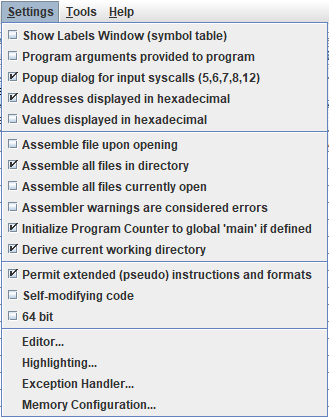 Settings Tools Help
Show Labels Window (symbol table)
Program arguments provided to program
Popup dialog for input syscalls (5,6,7,8,12)
Addresses displayed in hexadecimal
Values displayed in hexadecimal
Assemble file upon opening
Assemble all files in directory
Assemble all files currently open
Assembler warnings are considered errors
Initialize Program Counter to global 'main' if defined
Derive current working directory
Permit extended (pseudo) instructions and formats
Self-modifying code
64 bit
Editor...
Highlighting...
Exception Handler...
Memory Configuration...